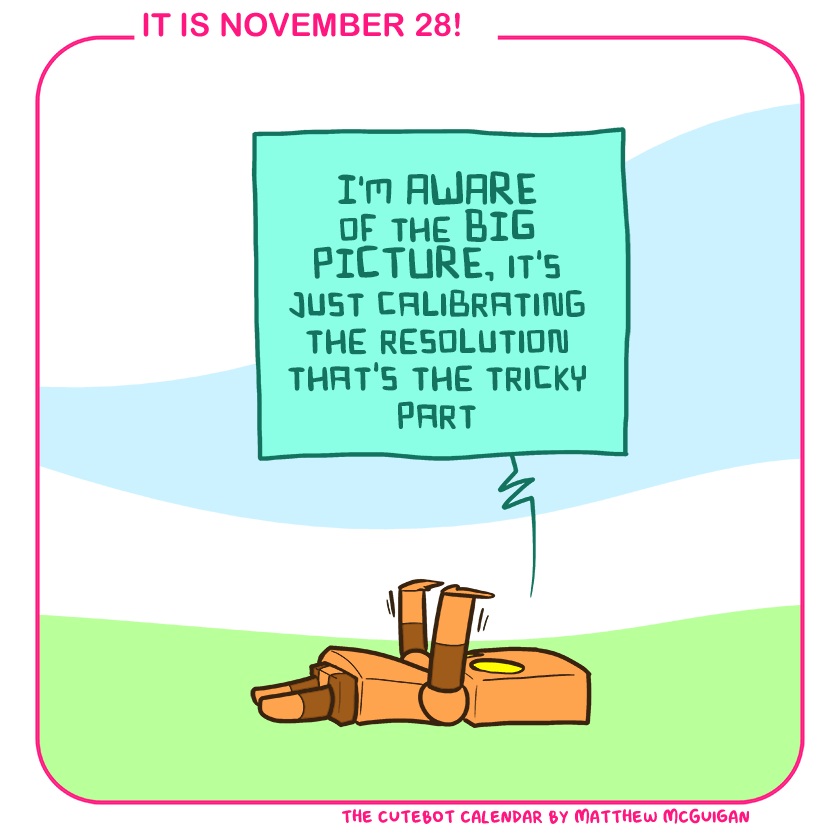 IT IS NOVEMBER 28!
I'M AWARE
OF THE BIG
PICTURE, IT'S
JUST CALIBRATING
THE RESOLUTION
THAT'S THE TRICKY
PART
THE CUTEBOT CALENDAR BY MATTHEW MCGUIGAN